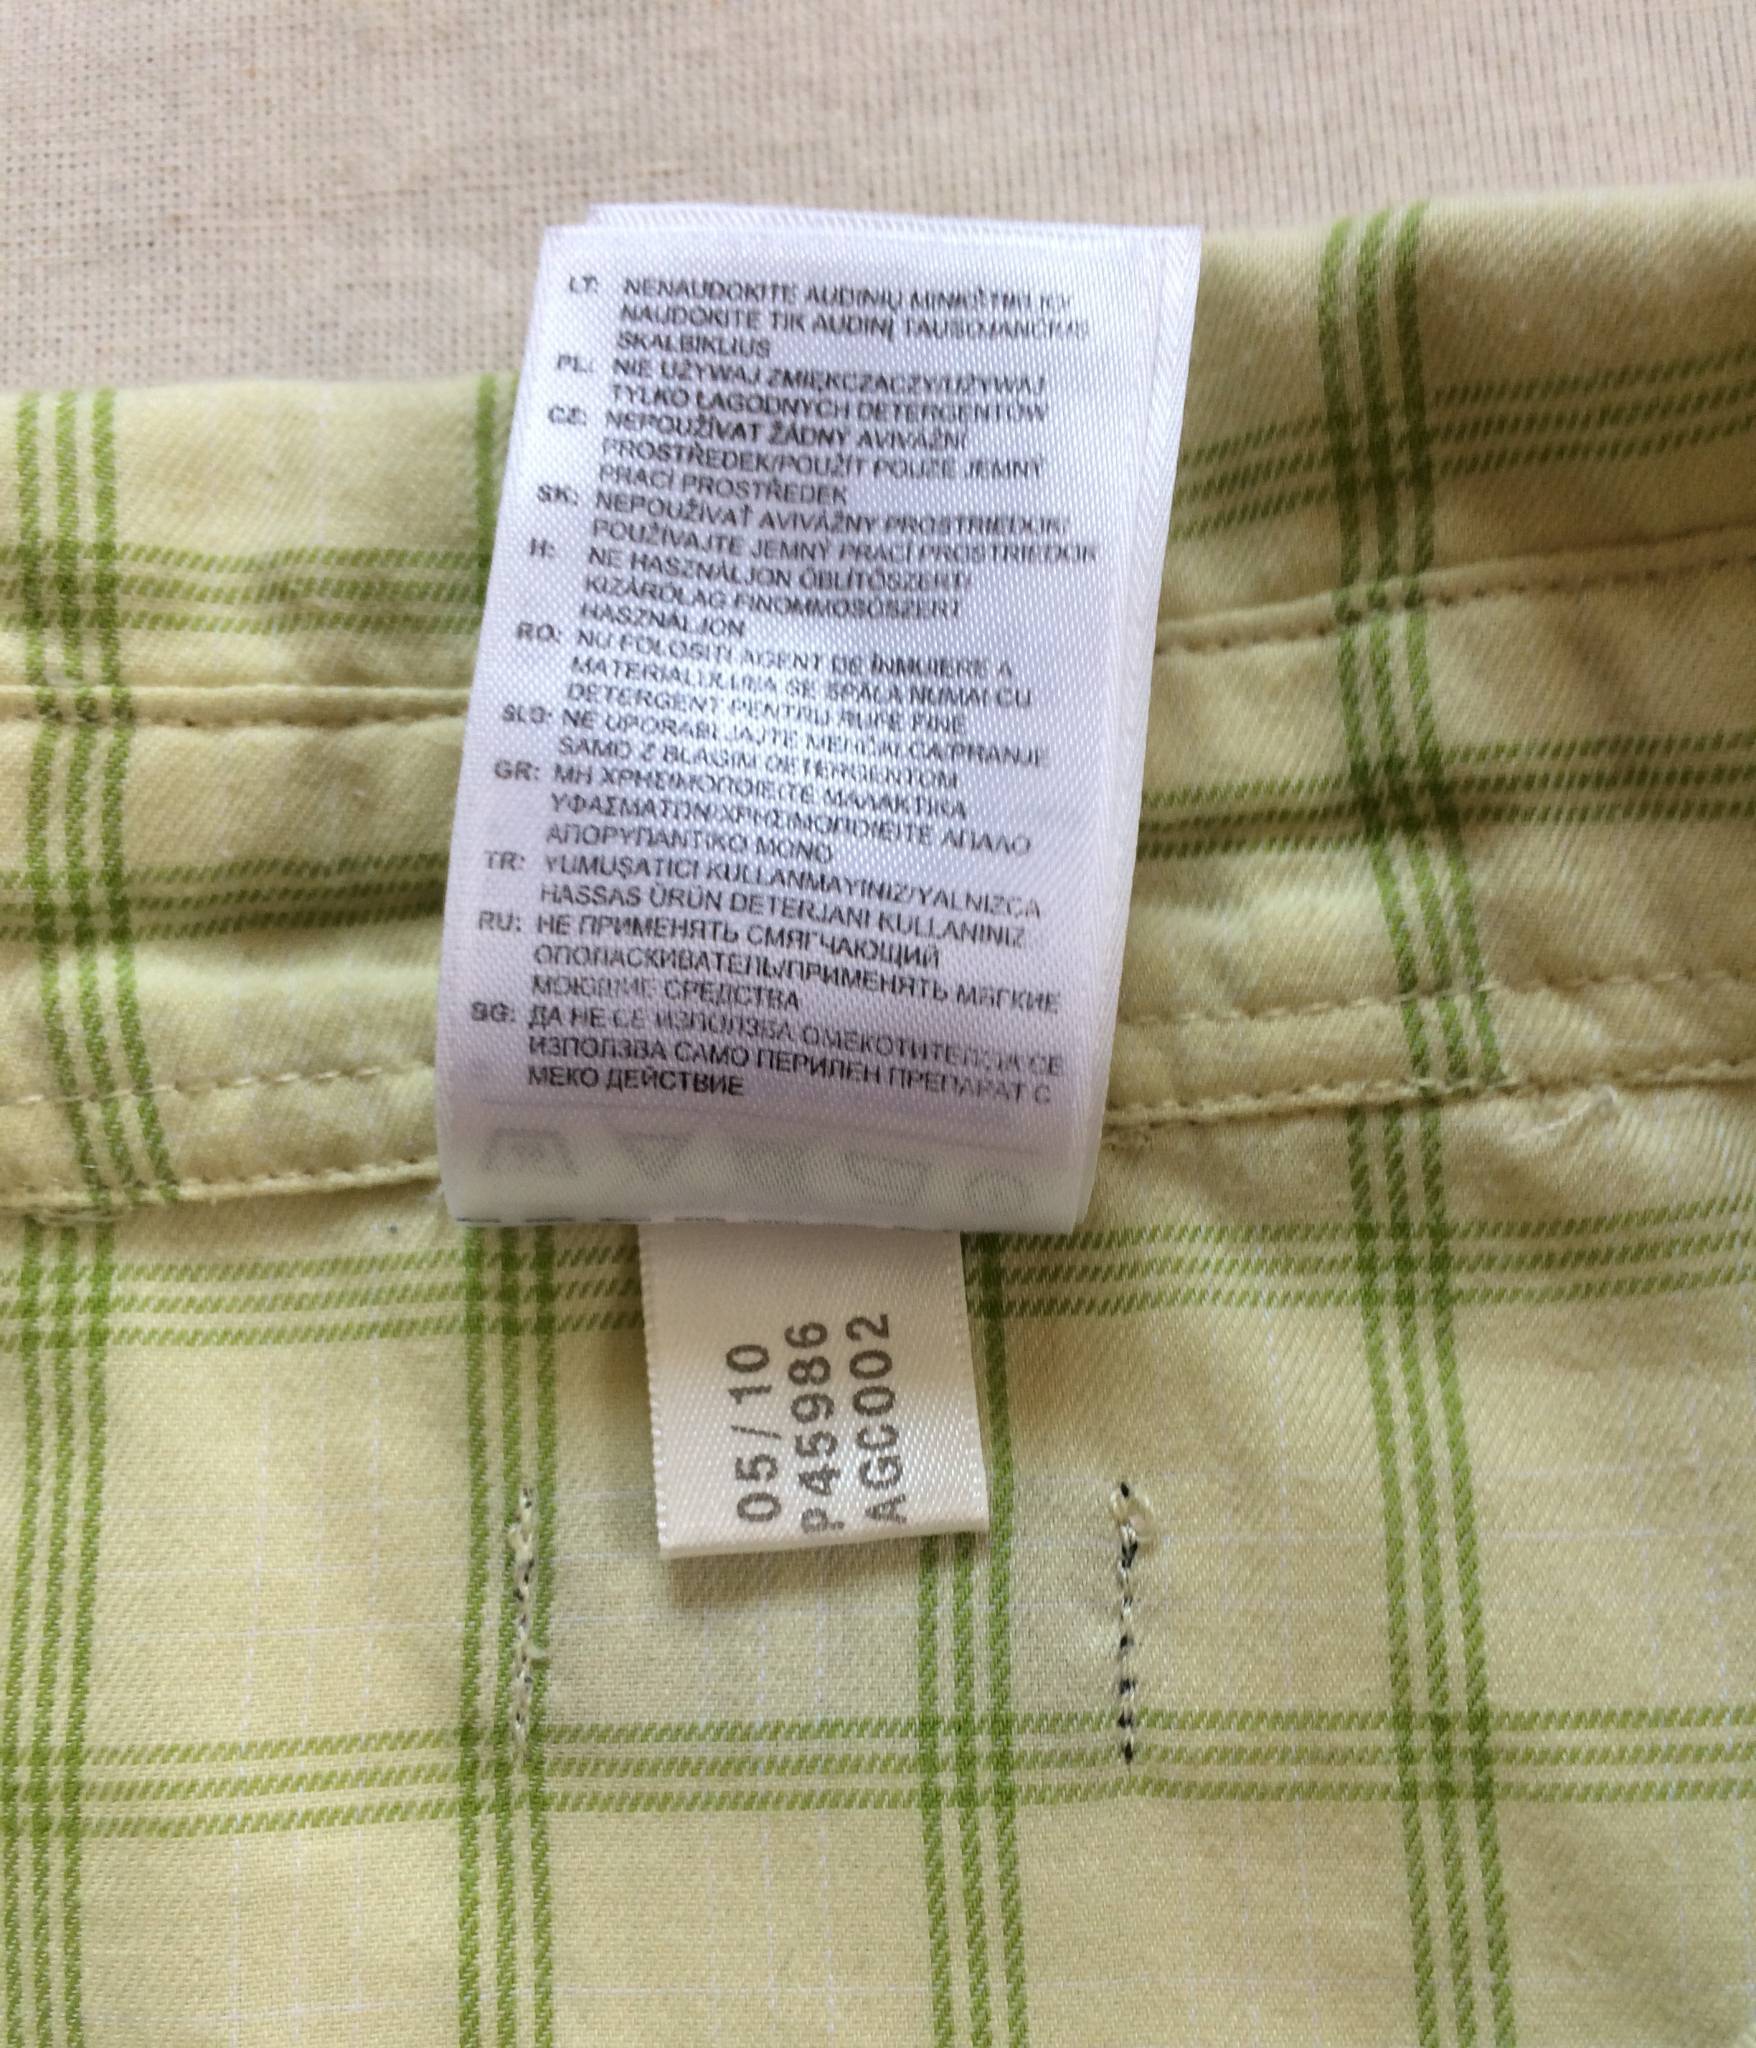 LT: NENAUDOKITE AUDINIŲ MINKŠTIKLIO/
NAUDOKITE TIK AUDINĮ TAUSOJANČIUS
SKALBIKLIUS
PL: NIE UŻYWAJ ZMIĘKCZACZY/UŻYWAJ
TYLKO ŁAGODNYCH DETERGENTÓW
CZ: NEPOUŽÍVAT ŽÁDNÝ AVIVÁŽNÍ
PROSTŘEDEK/POUŽÍT POUZE JEMNÝ
PRACÍ PROSTŘEDEK
SK: NEPOUŽÍVAŤ AVIVÁŽNY PROSTRIEDOK/
POUŽÍVAJTE JEMNÝ PRACÍ PROSTRIEDOK
H: NE HASZNÁLJON ÖBLÍTŐSZERT/
KIZÁRÓLAG FINOMMOSÓSZERT
HASZNÁLJON
RO: NU FOLOSITI AGENT DE ÎNMUIERE A
MATERIALULUI/A SE SPĂLA NUMAI CU
DETERGENT PENTRU RUFE FINE
SLO: NE UPORABLJAJTE MEHČALCA/PRANJE
SAMO Z BLAGIM DETERGENTOM
GR: ΜΗ ΧΡΗΣΙΜΟΠΟΙΕΙΤΕ ΜΑΛΑΚΤΙΚΑ
ΥΦΑΣΜΑΤΩΝ/ΧΡΗΣΙΜΟΠΟΙΕΙΤΕ ΑΠΑΛΟ
ΑΠΟΡΥΠΑΝΤΙΚΟ ΜΟΝΟ
TR: YUMUŞATICI KULLANMAYINIZ/YALNIZCA
HASSAS ÜRÜN DETERJANI KULLANINIZ
RU: НЕ ПРИМЕНЯТЬ СМЯГЧАЮЩИЙ
ОПОЛАСКИВАТЕЛЬ/ПРИМЕНЯТЬ МЯГКИЕ
МОЮЩИЕ СРЕДСТВА
BG: ДА НЕ СЕ ИЗПОЛЗВА ОМЕКОТИТЕЛ/ДА СЕ
ИЗПОЛЗВА САМО ПЕРИЛЕН ПРЕПАРАТ С
МЕКО ДЕЙСТВИЕ
05/10
P45986
AGC002